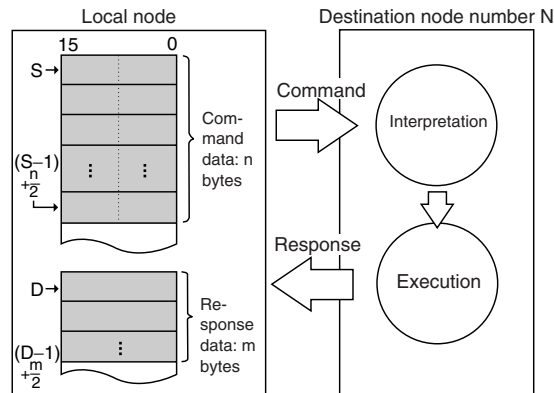 Local node
15 0
S
Com-
mand
data: n
bytes
(S–1)
+n/2
D
Re-
sponse
data: m
bytes
(D–1)
+m/2
Command
Response
Destination node number N
Interpretation
Execution